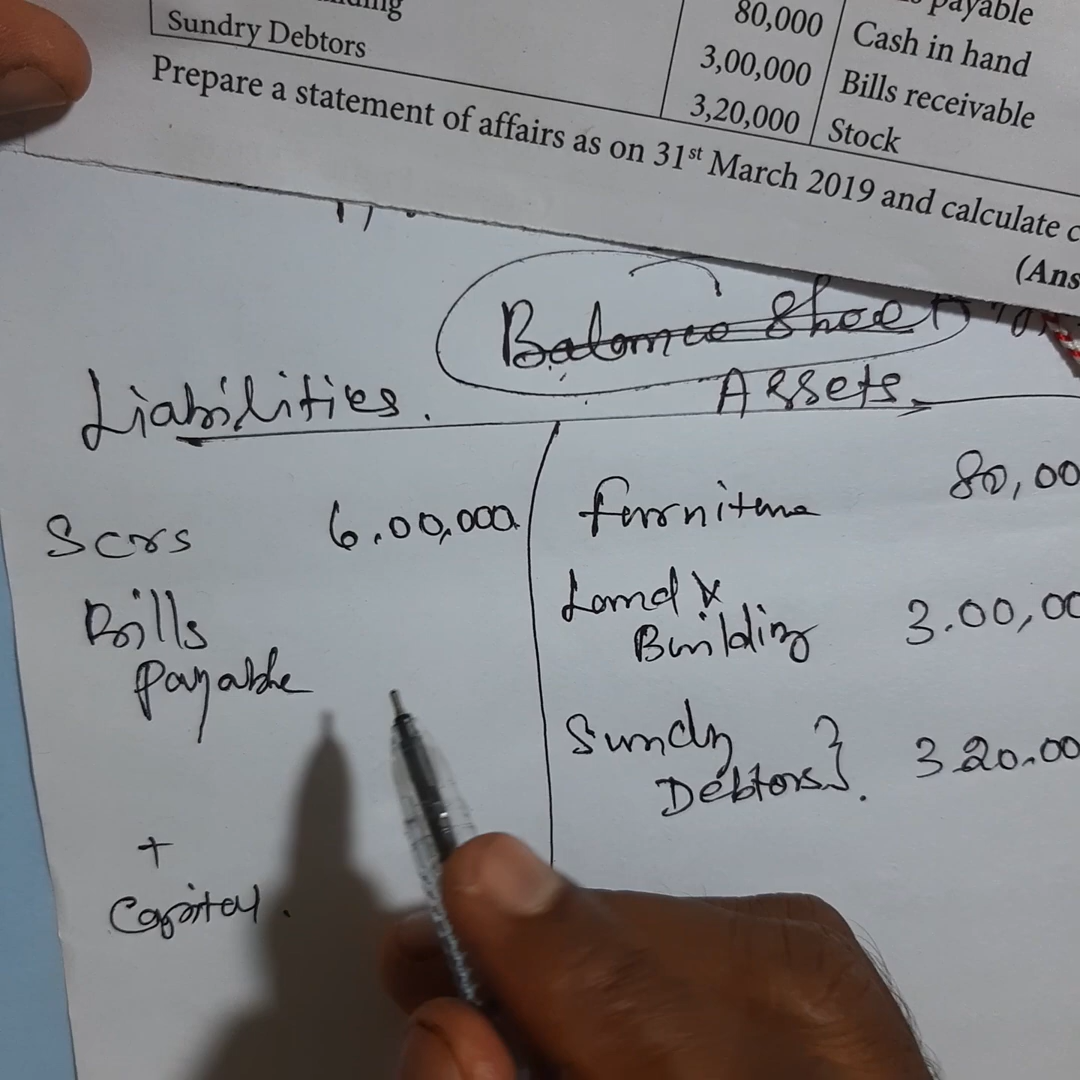 payable
80,000 Cash in hand
Sundry Debtors 3,00,000 Bills receivable
3,20,000 Stock
Prepare a statement of affairs as on 31st March 2019 and calculate c
(Ans
Balance Sheet
Liabilities. Assets
Scrs 6,00,000 furniture 80,00
Bills Land & 
payable Building 3.00,00
Sundry
Debtors } 320.00
+
Capital.